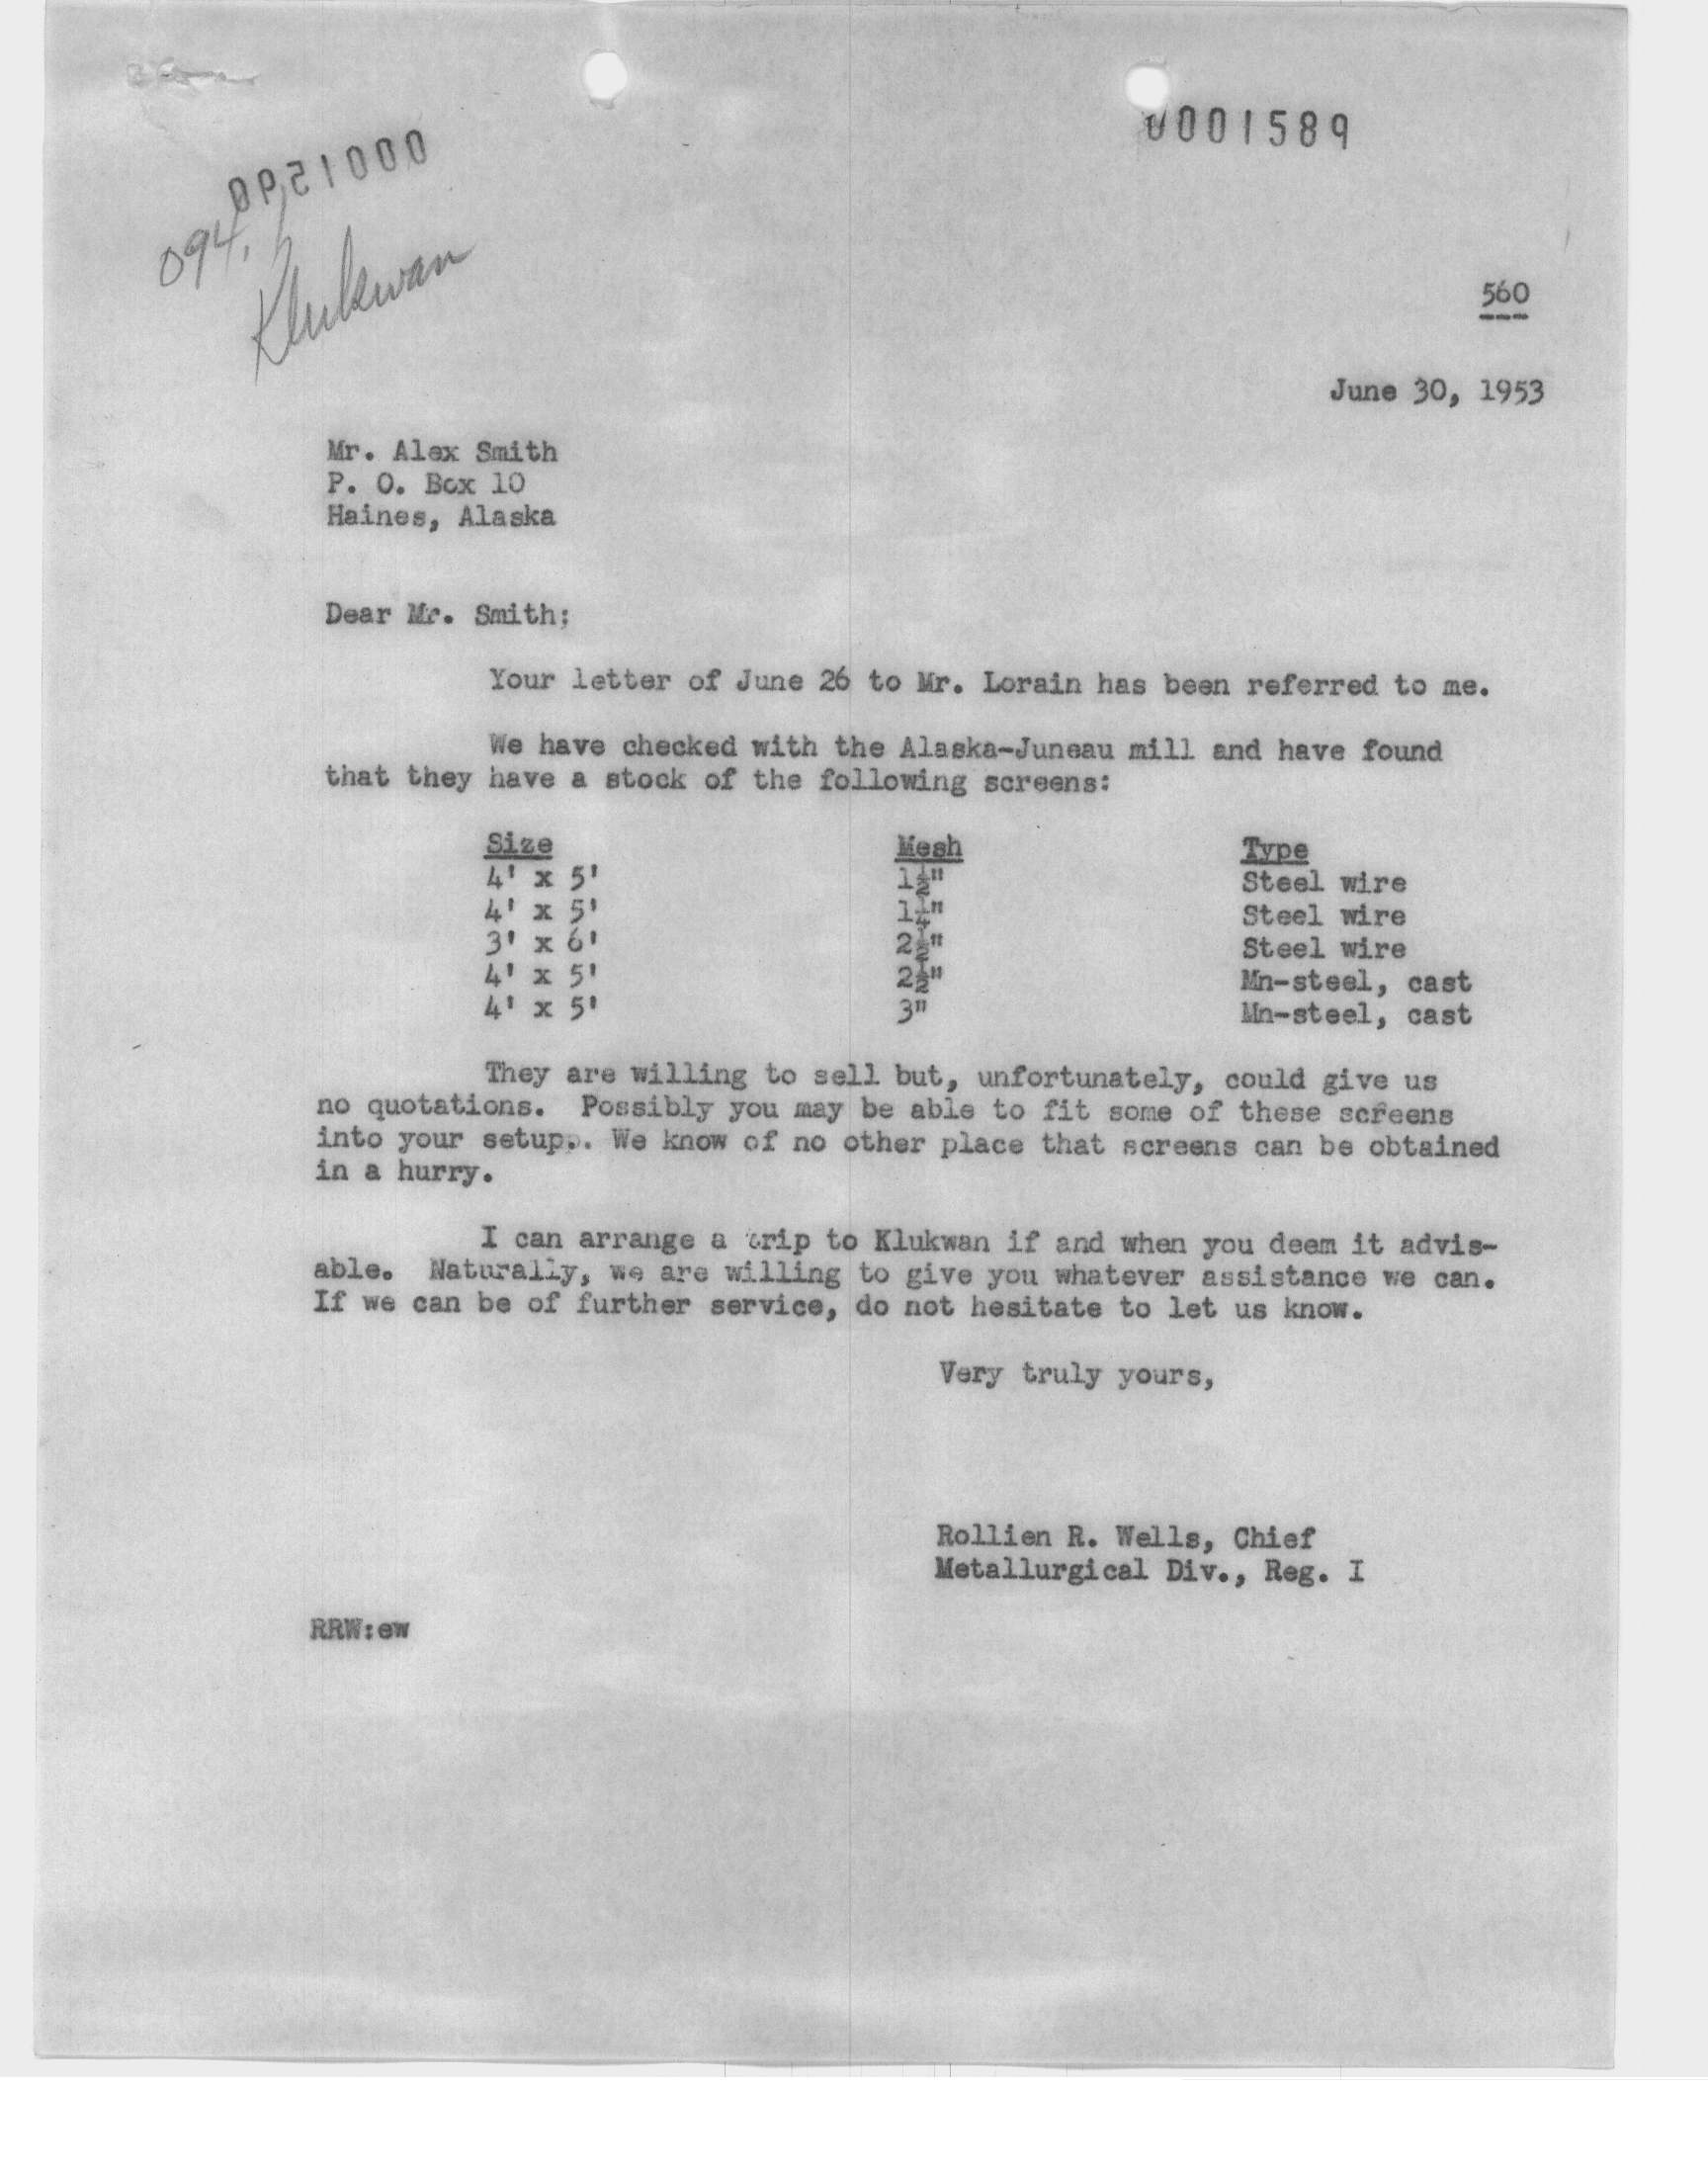 0001589
0001590
094.1
Klukwan
560
June 30, 1953
Mr. Alex Smith
P. O. Box 10
Haines, Alaska
Dear Mr. Smith:
Your letter of June 26 to Mr. Lorain has been referred to me.
We have checked with the Alaska-Juneau mill and have found
that they have a stock of the following screens:
Size Mesh Type
4' x 5' 1½" Steel wire
4' x 5' 1¼" Steel wire
3' x 6' 2½" Steel wire
4' x 5' 2½" Mn-steel, cast
4' x 5' 3" Mn-steel, cast
They are willing to sell but, unfortunately, could give us
no quotations. Possibly you may be able to fit some of these screens
into your setup.. We know of no other place that screens can be obtained
in a hurry.
I can arrange a trip to Klukwan if and when you deem it advis-
able. Naturally, we are willing to give you whatever assistance we can.
If we can be of further service, do not hesitate to let us know.
Very truly yours,
Rollien R. Wells, Chief
Metallurgical Div., Reg. I
RRW:ew